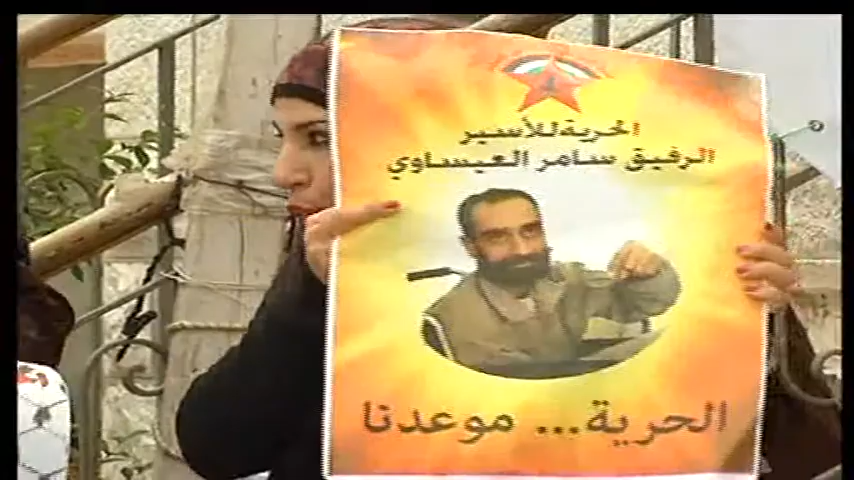 الحرية للأسير
الرفيق سامر العيساوي
الحرية... موعدنا